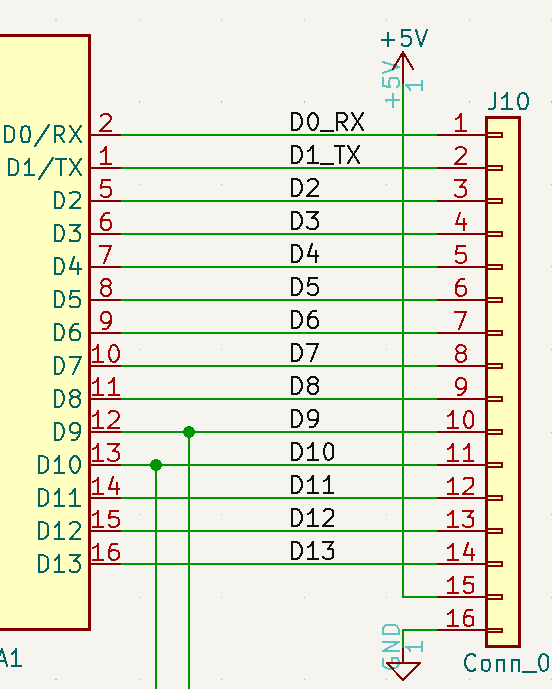 +5V
+5V 1
J10
D0/RX 2 D0_RX 1
D1/TX 1 D1_TX 2
D2 5 D2 3
D3 6 D3 4
D4 7 D4 5
D5 8 D5 6
D6 9 D6 7
D7 10 D7 8
D8 11 D8 9
D9 12 D9 10
D10 13 D10 11
D11 14 D11 12
D12 15 D12 13
D13 16 D13 14
15
16
GND 1
A1
Conn_0